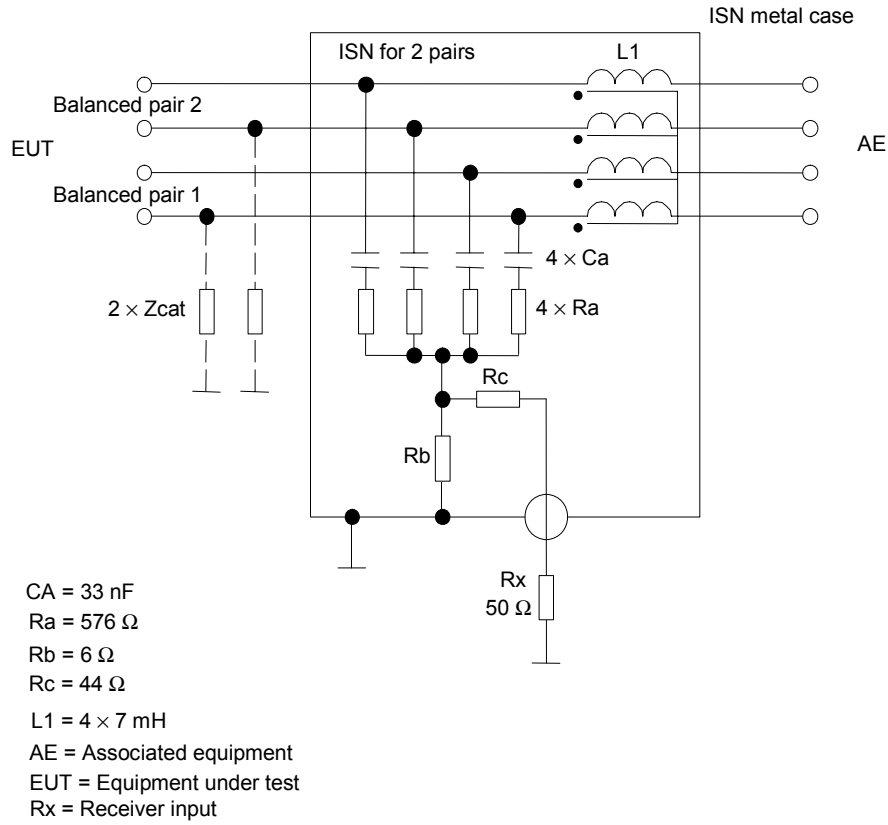 ISN metal case
ISN for 2 pairs
L1
Balanced pair 2
EUT
AE
Balanced pair 1
4 × Ca
2 × Zcat
4 × Ra
Rc
Rb
Rx
50 Ω
CA = 33 nF
Ra = 576 Ω
Rb = 6 Ω
Rc = 44 Ω
L1 = 4 × 7 mH
AE = Associated equipment
EUT = Equipment under test
Rx = Receiver input